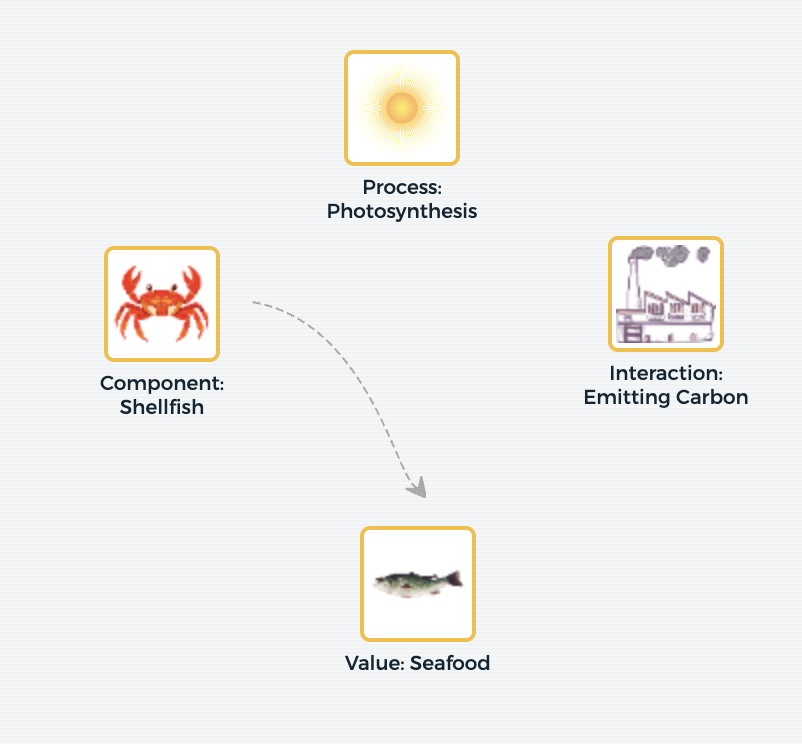 Process:
Photosynthesis
Interaction:
Emitting Carbon
Component:
Shellfish
Value: Seafood